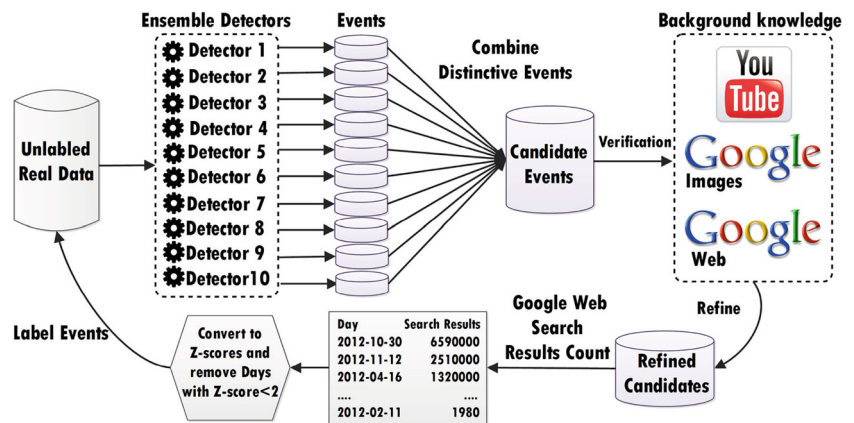 Ensemble Detectors
Events
Background knowledge
Detector 1
Detector 2
Detector 3
Detector 4
Detector 5
Detector 6
Detector 7
Detector 8
Detector 9
Detector10
Unlabled
Real Data
Combine
Distinctive Events
Candidate
Events
Verification
You
Tube
Google
Images
Google
Web
Refine
Refined
Candidates
Google Web
Search
Results Count
Day Search Results
2012-10-30 6590000
2012-11-12 2510000
2012-04-16 1320000
.... ....
2012-02-11 1980
Convert to
Z-scores and
remove Days
with Z-score<2
Label Events